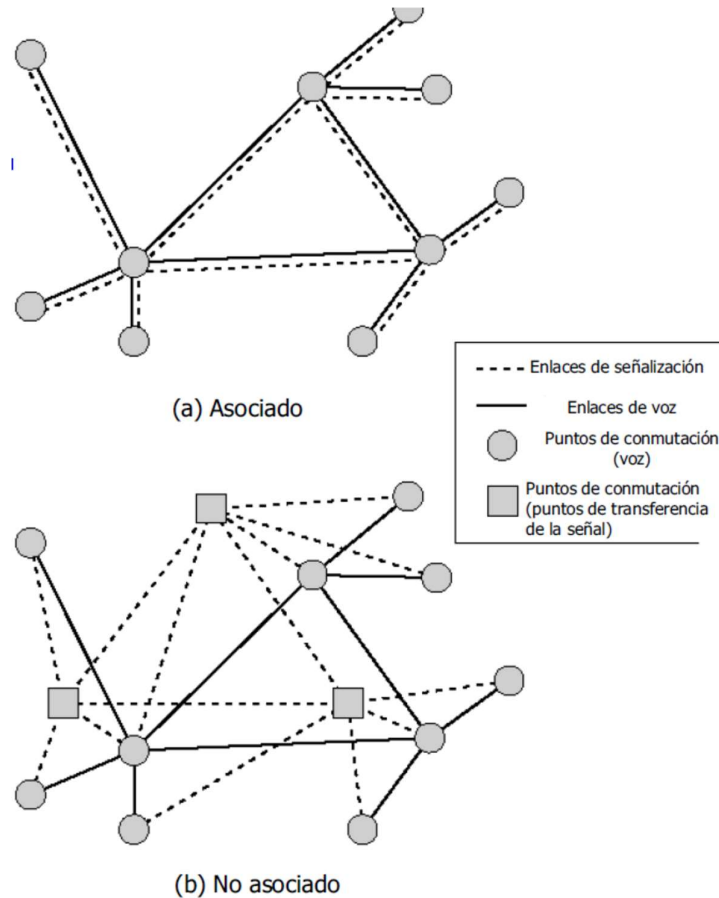 (a) Asociado
Enlaces de señalización
Enlaces de voz
Puntos de conmutación
(voz)
Puntos de conmutación
(puntos de transferencia
de la señal)
(b) No asociado